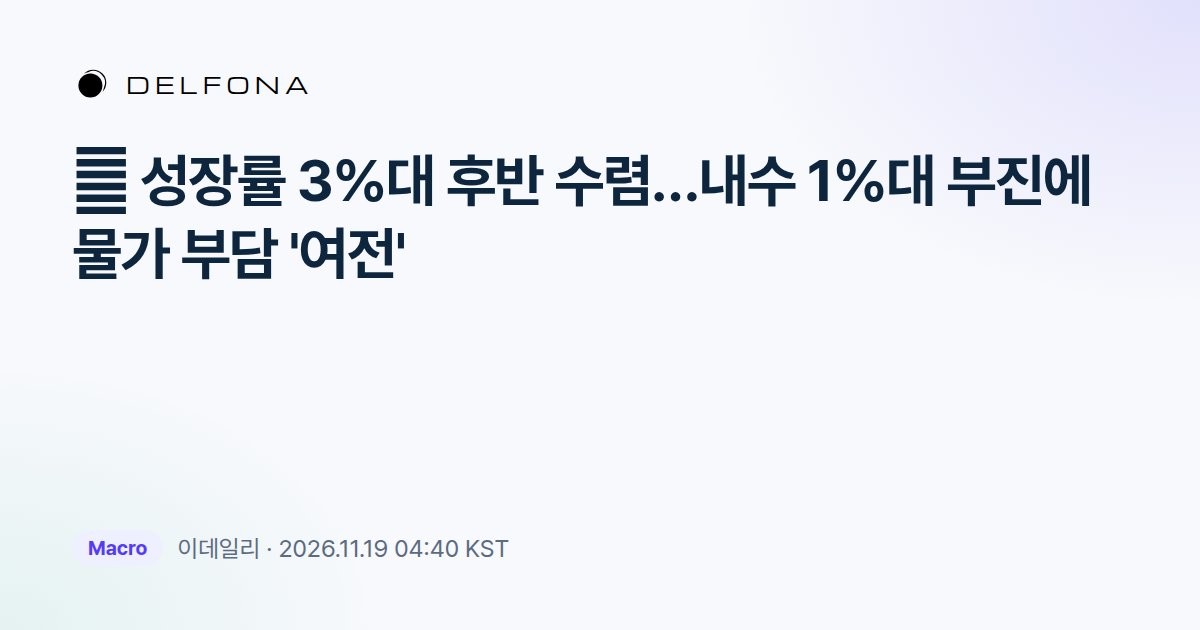 DELFONA
성장률 3%대 후반 수렴…내수 1%대 부진에
물가 부담 '여전'
Macro 이데일리 · 2026.11.19 04:40 KST